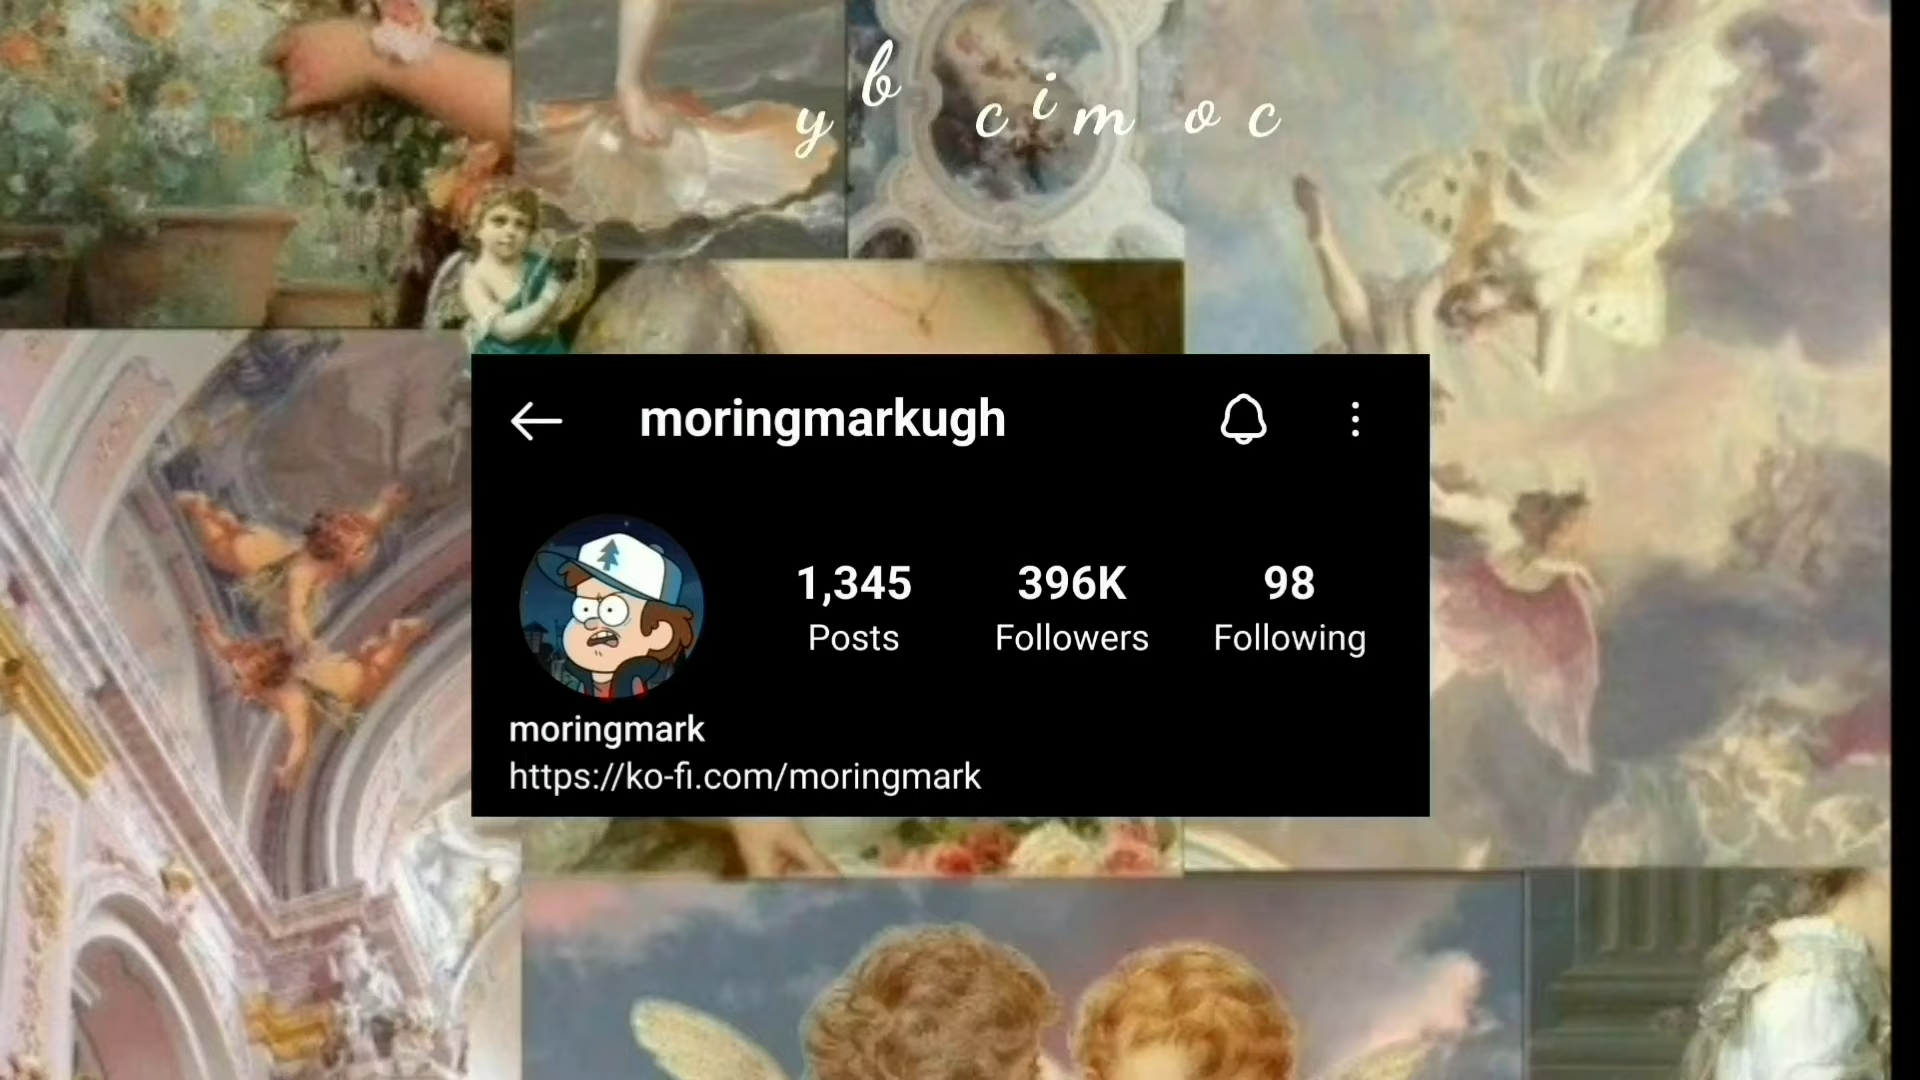 y b c i m o c
moringmarkugh
1,345 396K 98
Posts Followers Following
moringmark
https://ko-fi.com/moringmark